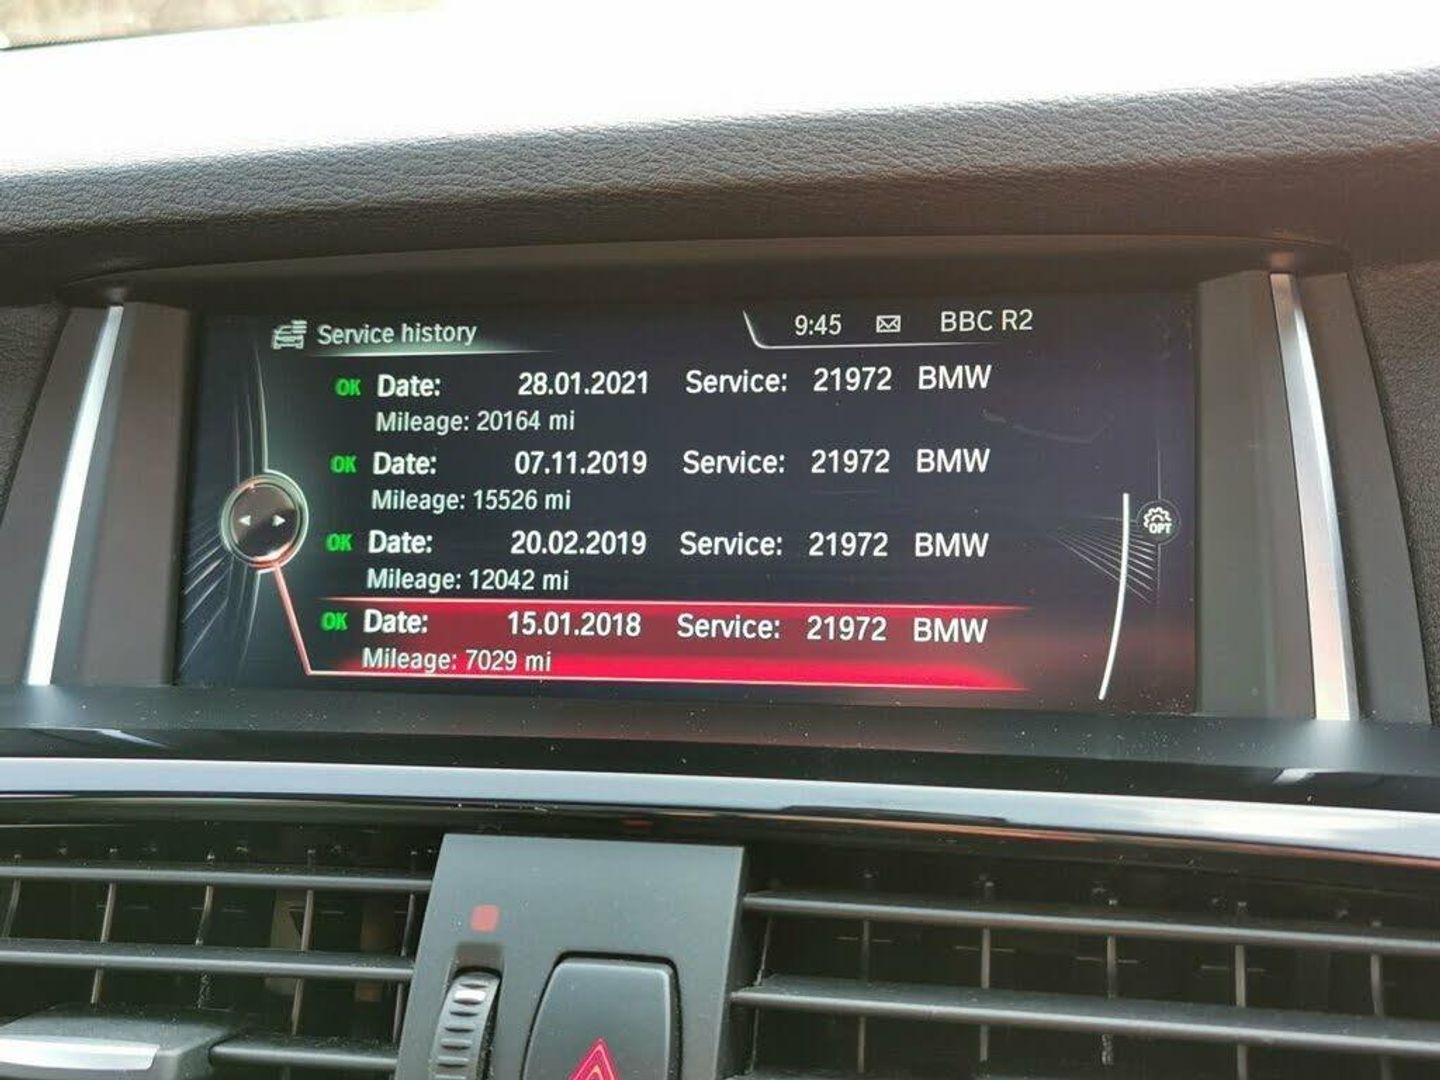 Service history 9:45 BBC R2
OK Date: 28.01.2021 Service: 21972 BMW
Mileage: 20164 mi
OK Date: 07.11.2019 Service: 21972 BMW
Mileage: 15526 mi
OPT
OK Date: 20.02.2019 Service: 21972 BMW
Mileage: 12042 mi
OK Date: 15.01.2018 Service: 21972 BMW
Mileage: 7029 mi